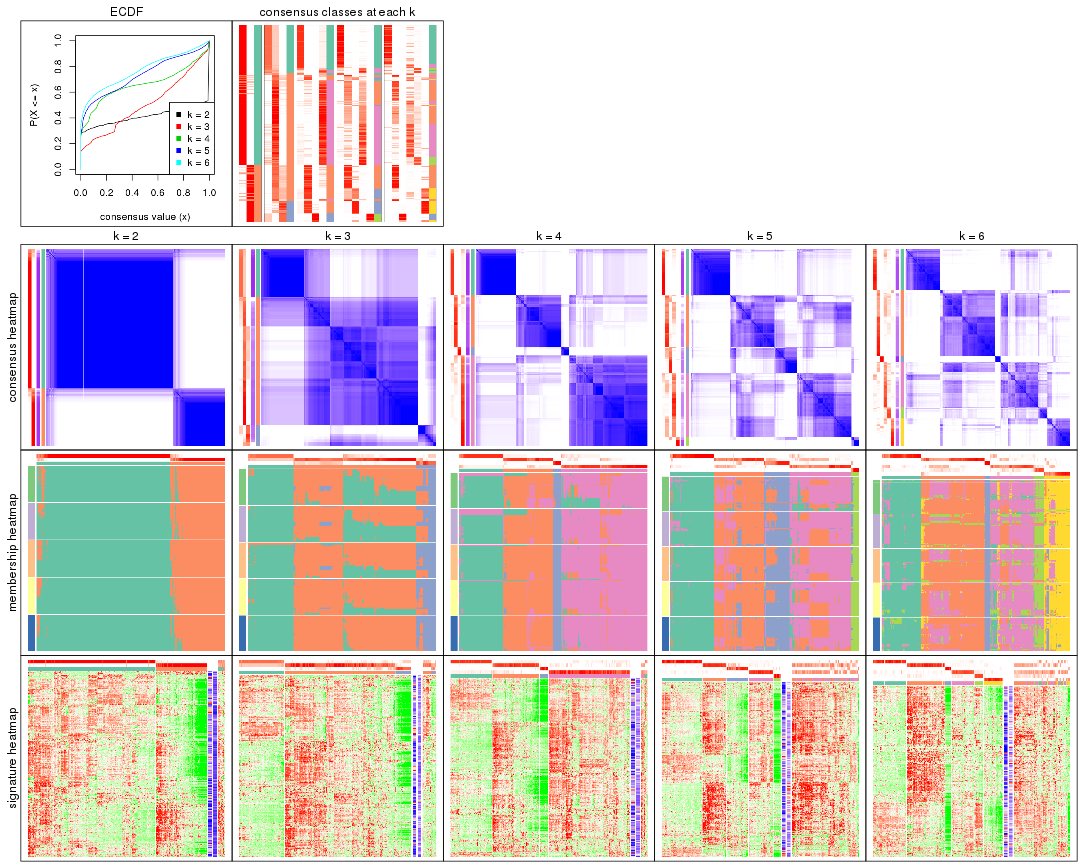 ECDF
consensus classes at each k
P(X <= x)
0.0 0.2 0.4 0.6 0.8 1.0
k = 2
k = 3
k = 4
k = 5
k = 6
0.0 0.2 0.4 0.6 0.8 1.0
consensus value (x)
k = 2
k = 3
k = 4
k = 5
k = 6
consensus heatmap
membership heatmap
signature heatmap